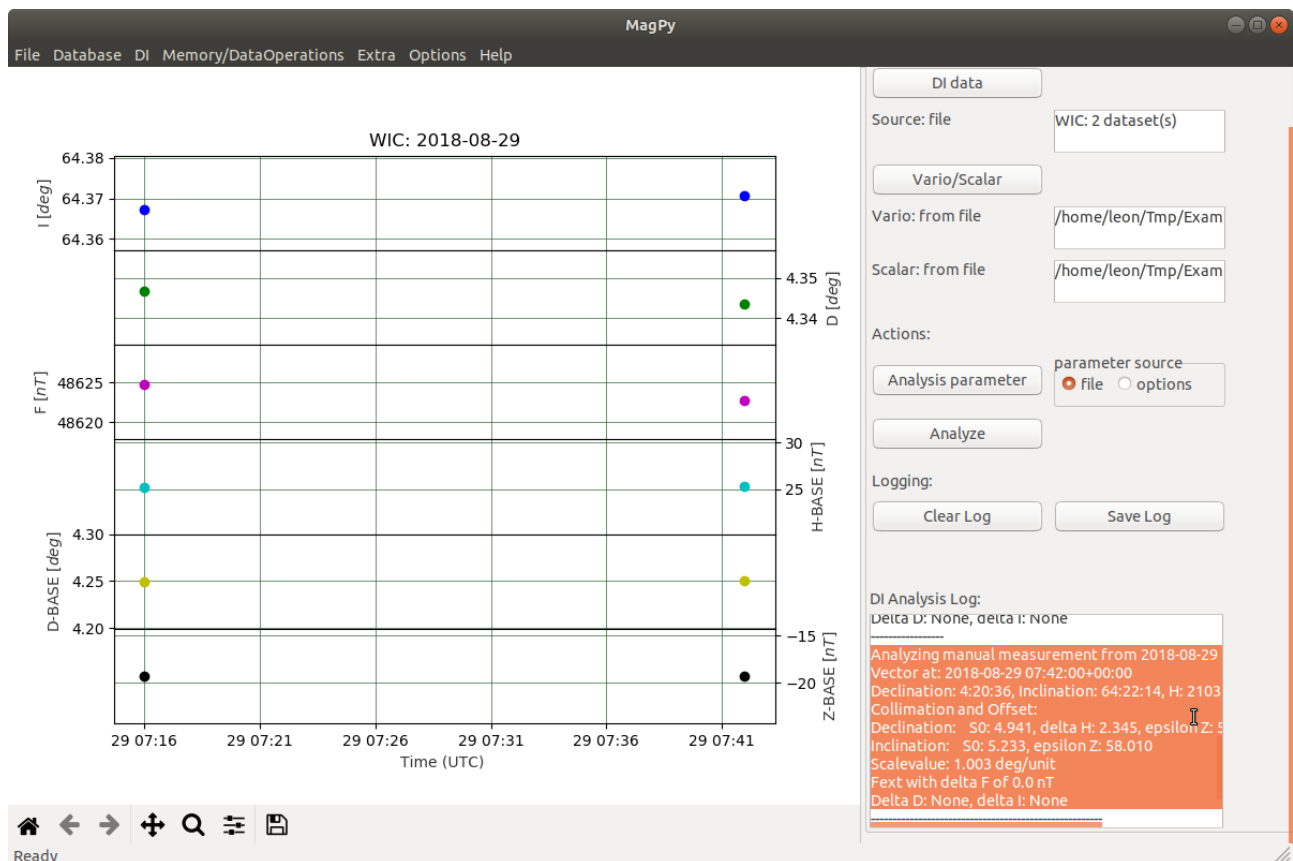 MagPy
File Database DI Memory/DataOperations Extra Options Help
WIC: 2018-08-29
64.38
64.37
64.36
I [deg]
4.35
4.34
D [deg]
48625
48620
F [nT]
30
25
H-BASE [nT]
4.30
4.25
4.20
D-BASE [deg]
−15
−20
Z-BASE [nT]
29 07:16 29 07:21 29 07:26 29 07:31 29 07:36 29 07:41
Time (UTC)
Ready
DI data
Source: file
WIC: 2 dataset(s)
Vario/Scalar
Vario: from file
/home/leon/Tmp/Exam
Scalar: from file
/home/leon/Tmp/Exam
Actions:
Analysis parameter
parameter source
file options
Analyze
Logging:
Clear Log Save Log
DI Analysis Log:
Delta D: None, delta I: None
-----------------
Analyzing manual measurement from 2018-08-29
Vector at: 2018-08-29 07:42:00+00:00
Declination: 4:20:36, Inclination: 64:22:14, H: 2103
Collimation and Offset:
Declination: S0: 4.941, delta H: 2.345, epsilon Z: 5
Inclination: S0: 5.233, epsilon Z: 58.010
Scalevalue: 1.003 deg/unit
Fext with delta F of 0.0 nT
Delta D: None, delta I: None